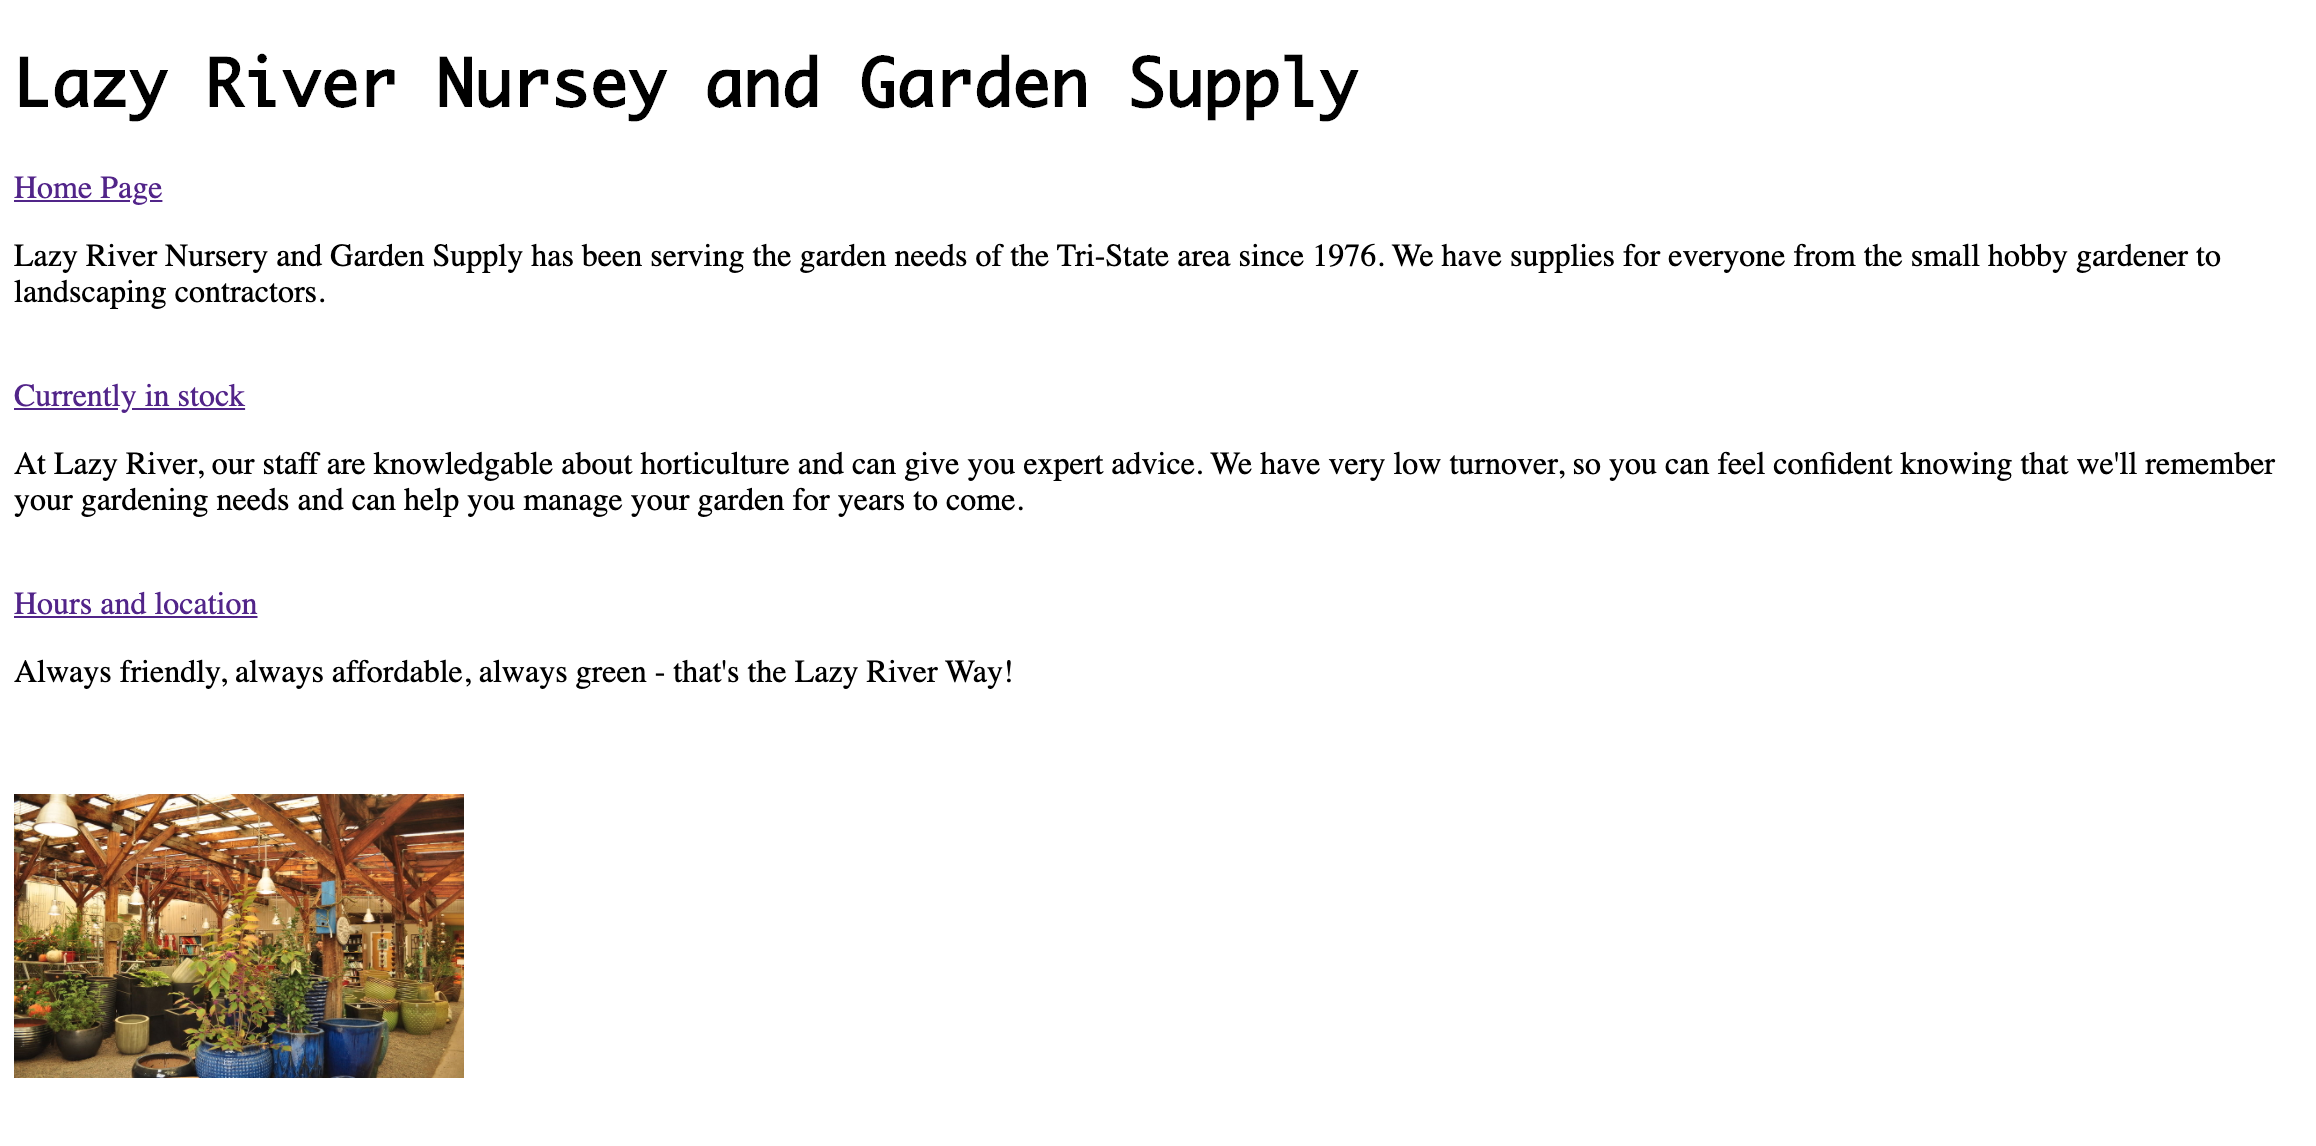 Lazy River Nursey and Garden Supply
Home Page
Lazy River Nursery and Garden Supply has been serving the garden needs of the Tri-State area since 1976. We have supplies for everyone from the small hobby gardener to
landscaping contractors.
Currently in stock
At Lazy River, our staff are knowledgable about horticulture and can give you expert advice. We have very low turnover, so you can feel confident knowing that we'll remember
your gardening needs and can help you manage your garden for years to come.
Hours and location
Always friendly, always affordable, always green - that's the Lazy River Way!